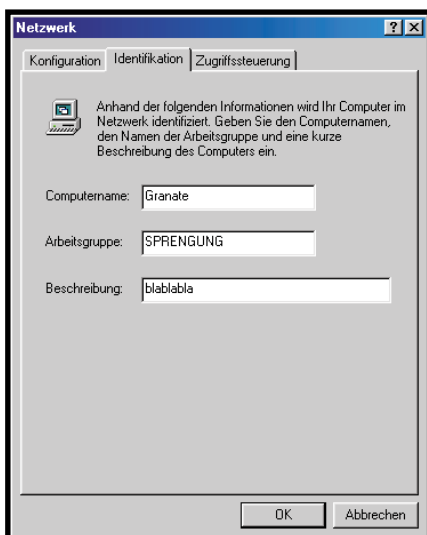 Netzwerk
Konfiguration Identifikation Zugriffssteuerung
Anhand der folgenden Informationen wird Ihr Computer im
Netzwerk identifiziert. Geben Sie den Computernamen,
den Namen der Arbeitsgruppe und eine kurze
Beschreibung des Computers ein.
Computername: Granate
Arbeitsgruppe: SPRENGUNG
Beschreibung: blablabla
OK Abbrechen